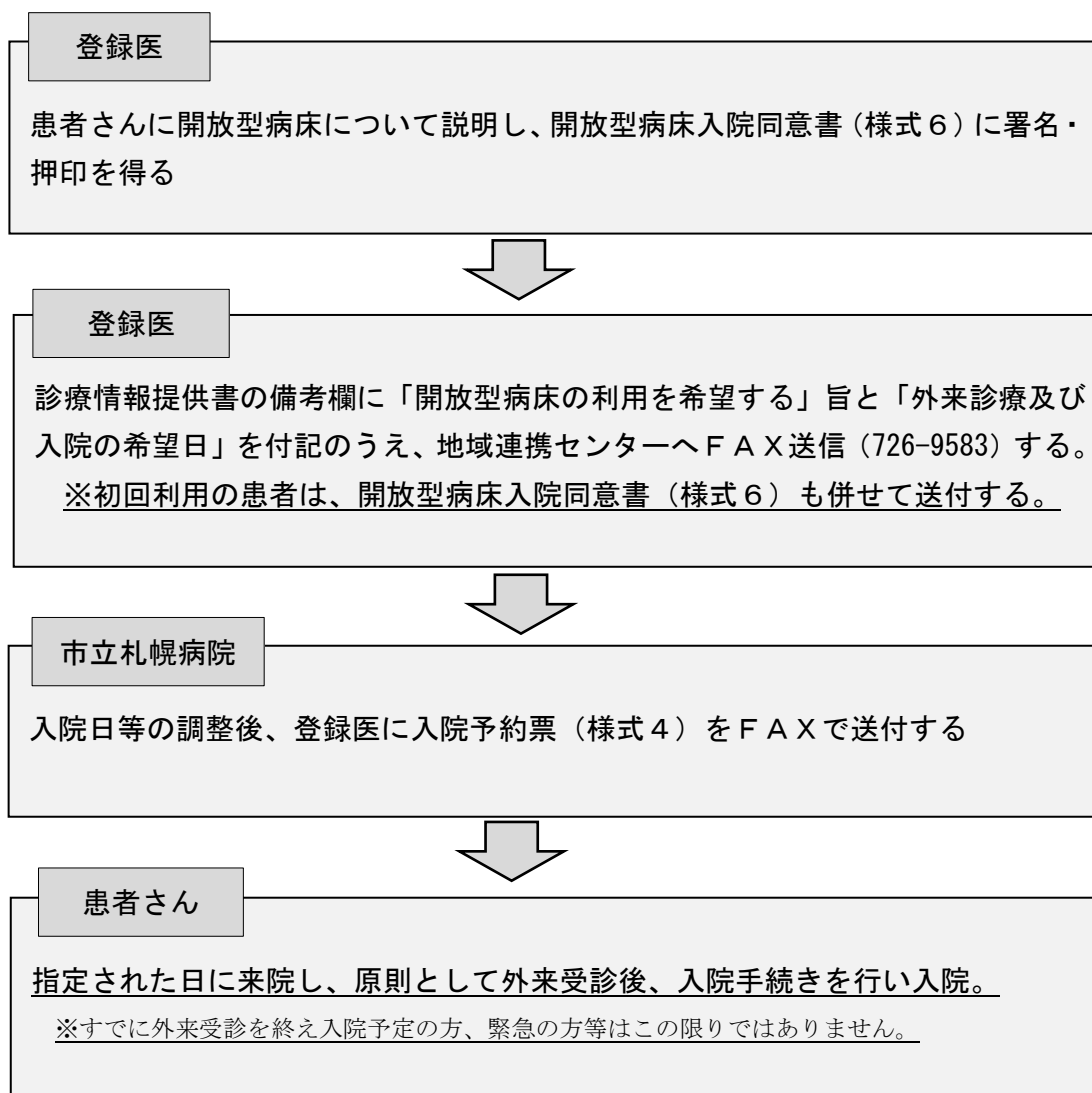 登録医
患者さんに開放型病床について説明し、開放型病床入院同意書（様式６）に署名・
押印を得る
登録医
診療情報提供書の備考欄に「開放型病床の利用を希望する」旨と「外来診療及び
入院の希望日」を付記のうえ、地域連携センターへＦＡＸ送信（726-9583）する。
※初回利用の患者は、開放型病床入院同意書（様式６）も併せて送付する。
市立札幌病院
入院日等の調整後、登録医に入院予約票（様式４）をＦＡＸで送付する
患者さん
指定された日に来院し、原則として外来受診後、入院手続きを行い入院。
※すでに外来受診を終え入院予定の方、緊急の方等はこの限りではありません。